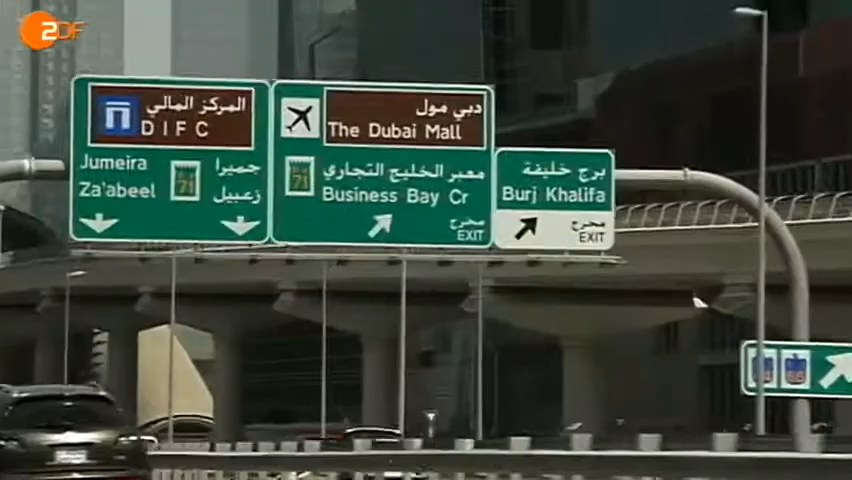 2ZDF
المركز المالي
DIFC
Jumeira جميرا
Za'abeel زعبيل
71
دبي مول
The Dubai Mall
71
معبر الخليج التجاري
Business Bay Cr
مخرج
EXIT
برج خليفة
Burj Khalifa
مخرج
EXIT